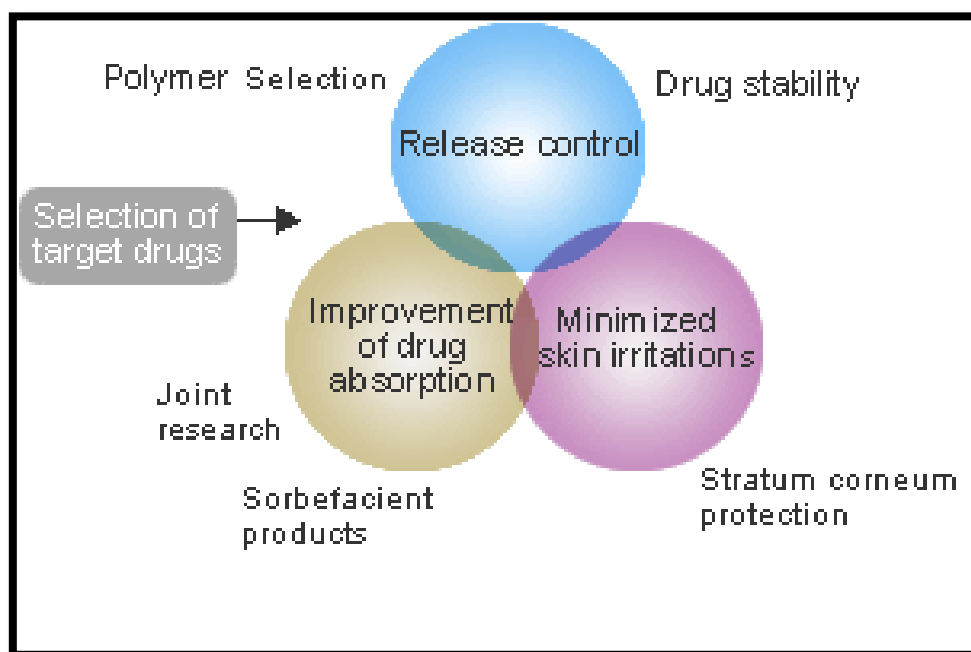 Polymer Selection
Drug stability
Release control
Selection of
target drugs
Improvement
of drug
absorption
Minimized
skin irritations
Joint
research
Sorbefacient
products
Stratum corneum
protection